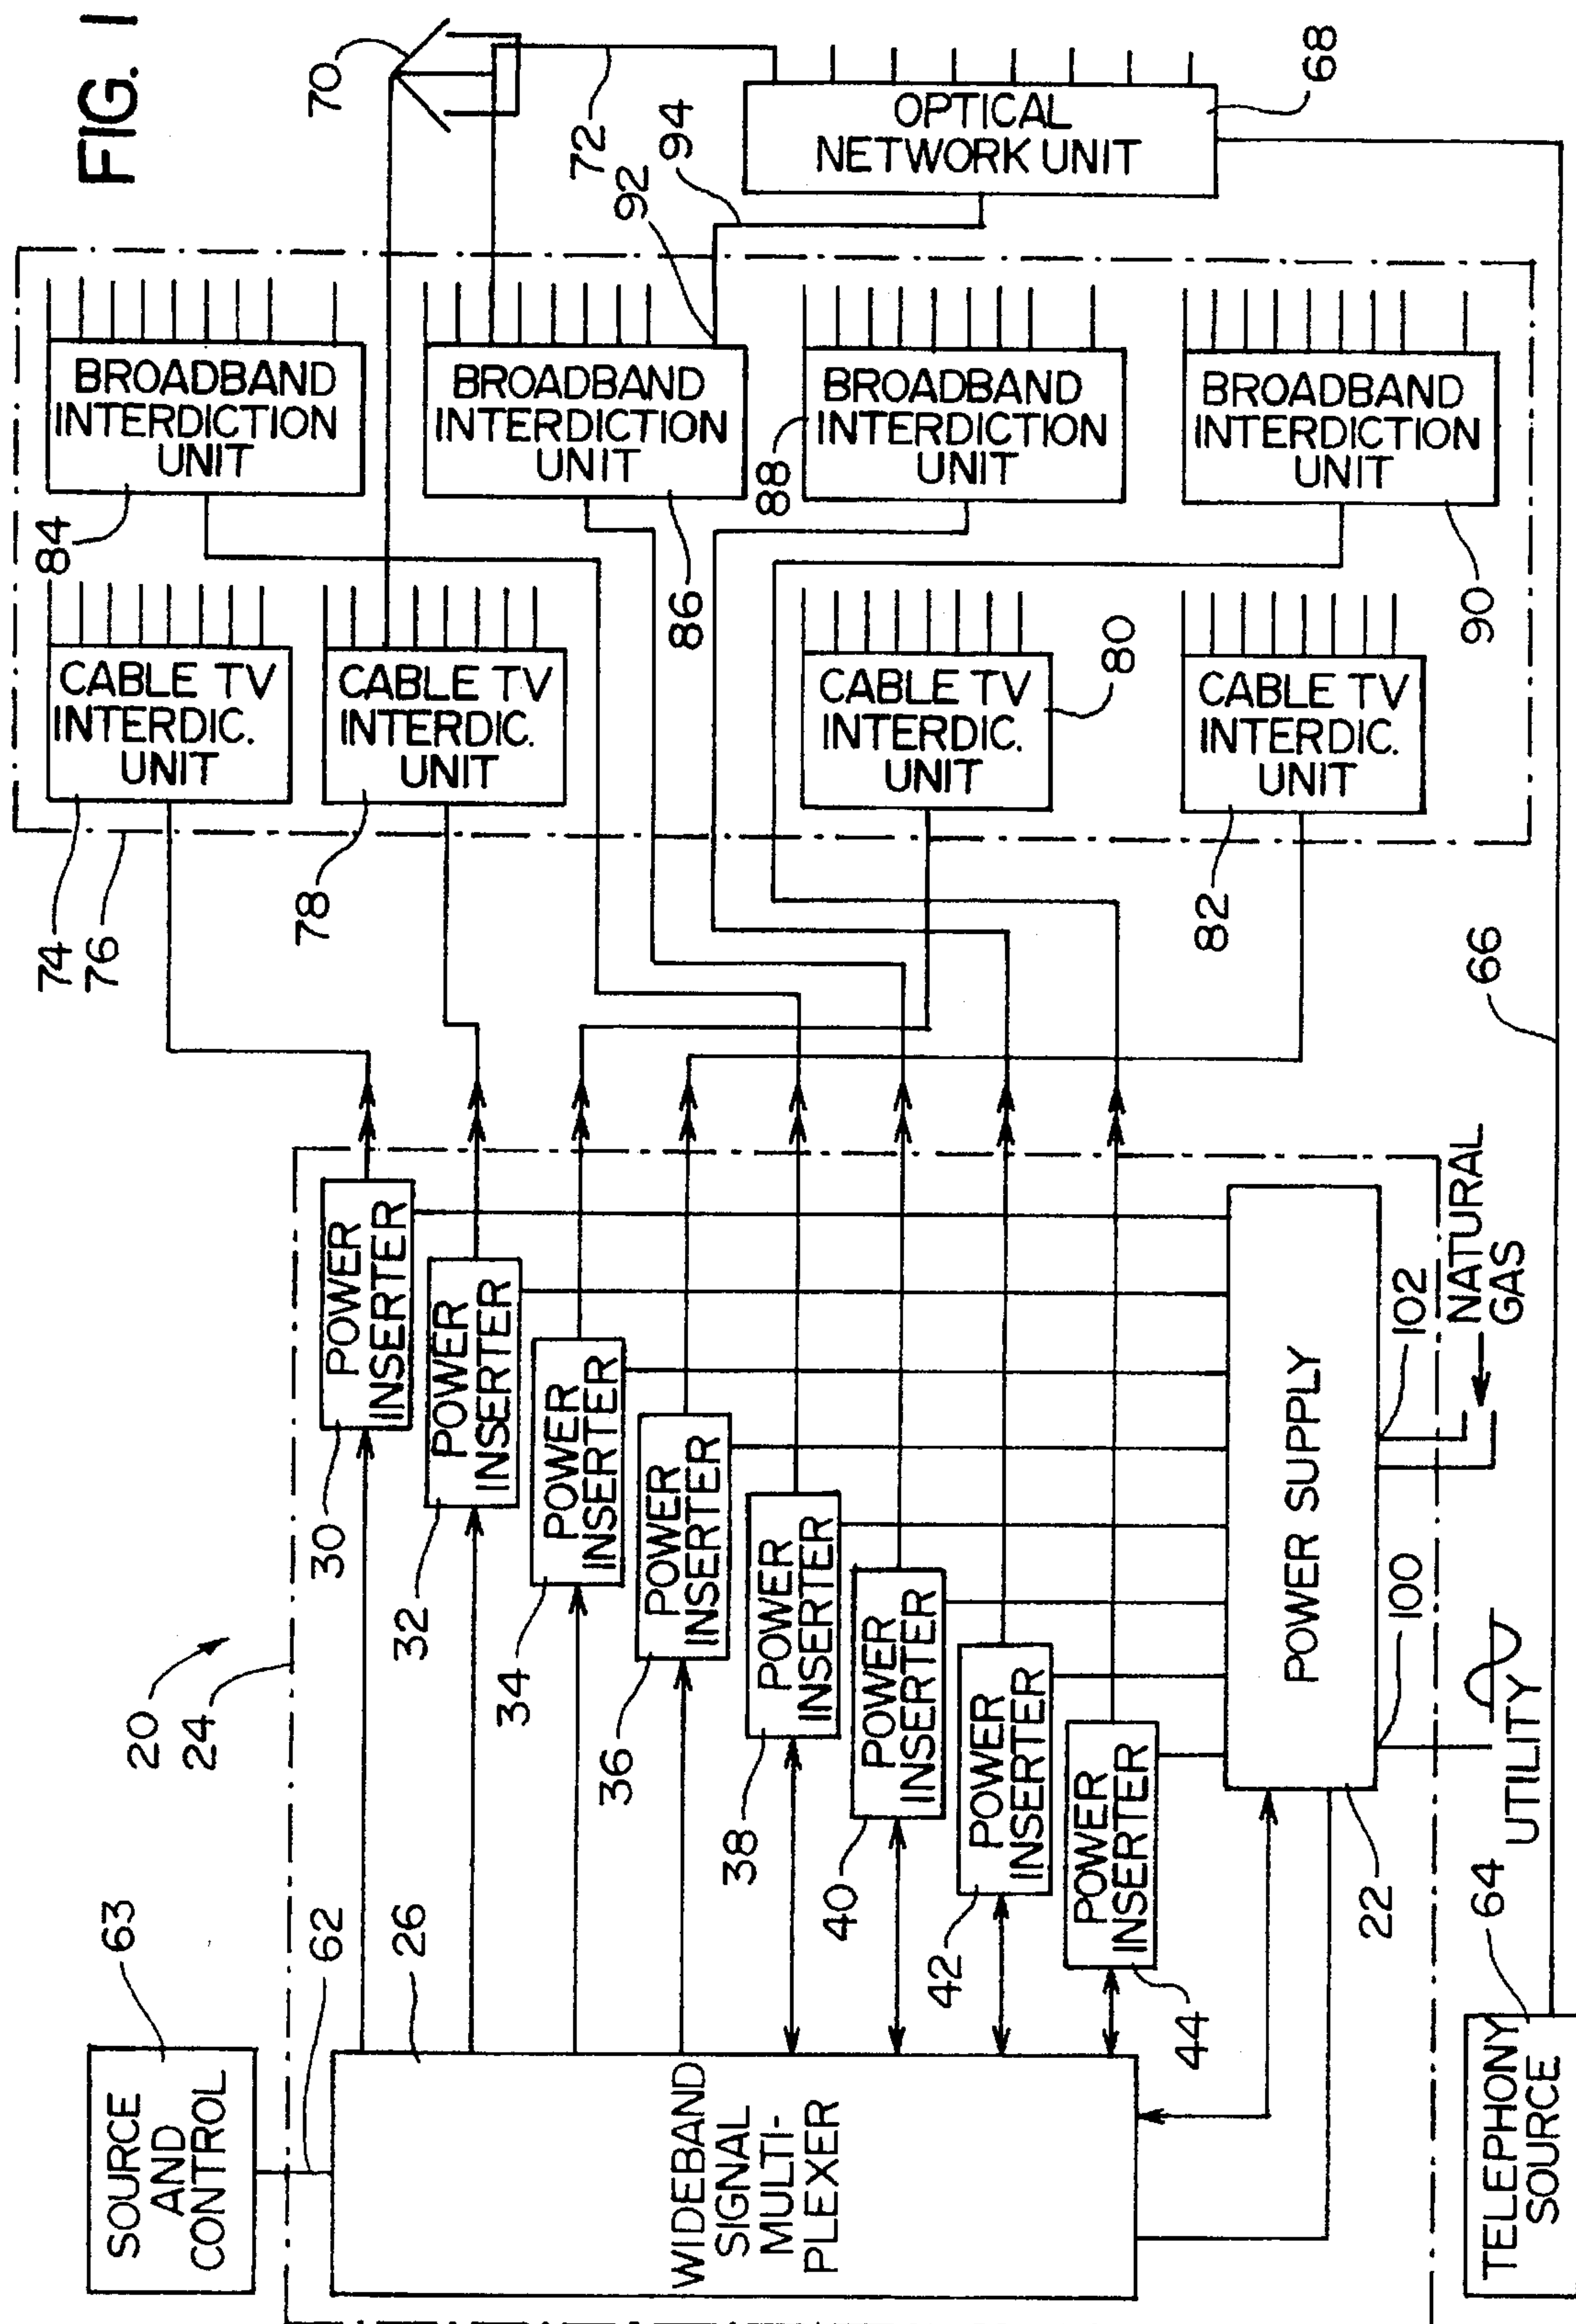 FIG. 1
SOURCE
AND
CONTROL
63
62
20
24
26
WIDEBAND
SIGNAL
MULTI-
PLEXER
30
POWER
INSERTER
32
POWER
INSERTER
34
POWER
INSERTER
36
POWER
INSERTER
38
POWER
INSERTER
40
POWER
INSERTER
42
POWER
INSERTER
44
POWER
INSERTER
POWER SUPPLY
22
100
102
UTILITY
NATURAL
GAS
TELEPHONY
SOURCE
64
66
74
76
CABLE TV
INTERDIC.
UNIT
78
CABLE TV
INTERDIC.
UNIT
80
CABLE TV
INTERDIC.
UNIT
82
CABLE TV
INTERDIC.
UNIT
84
BROADBAND
INTERDICTION
UNIT
86
BROADBAND
INTERDICTION
UNIT
88
BROADBAND
INTERDICTION
UNIT
90
BROADBAND
INTERDICTION
UNIT
70
72
92
94
OPTICAL
NETWORK UNIT
68